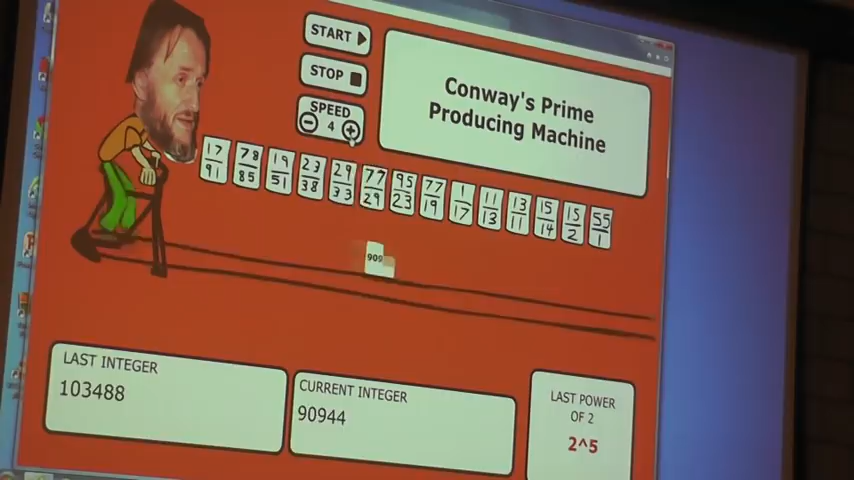 START
STOP
SPEED
4
Conway's Prime
Producing Machine
17 78 19 23 29 77 95 77 1 11 13 15 15 55
91 85 51 38 33 29 23 19 17 13 11 14 2 1
909
LAST INTEGER
103488
CURRENT INTEGER
90944
LAST POWER
OF 2
2^5